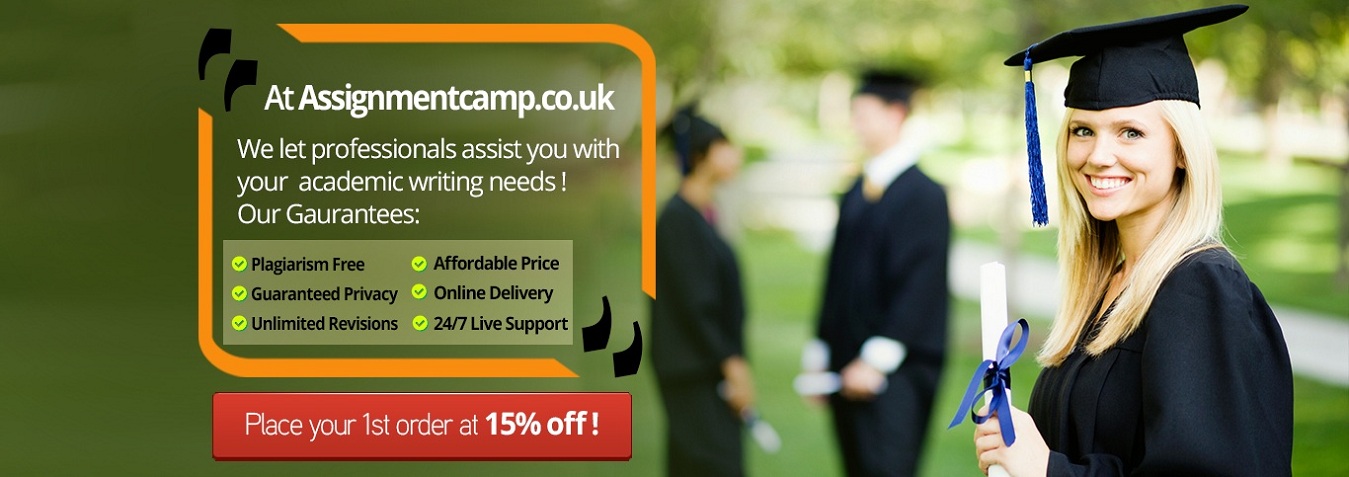 At Assignmentcamp.co.uk
We let professionals assist you with
your academic writing needs !
Our Gaurantees:
Plagiarism Free
Affordable Price
Guaranteed Privacy
Online Delivery
Unlimited Revisions
24/7 Live Support
Place your 1st order at 15% off !